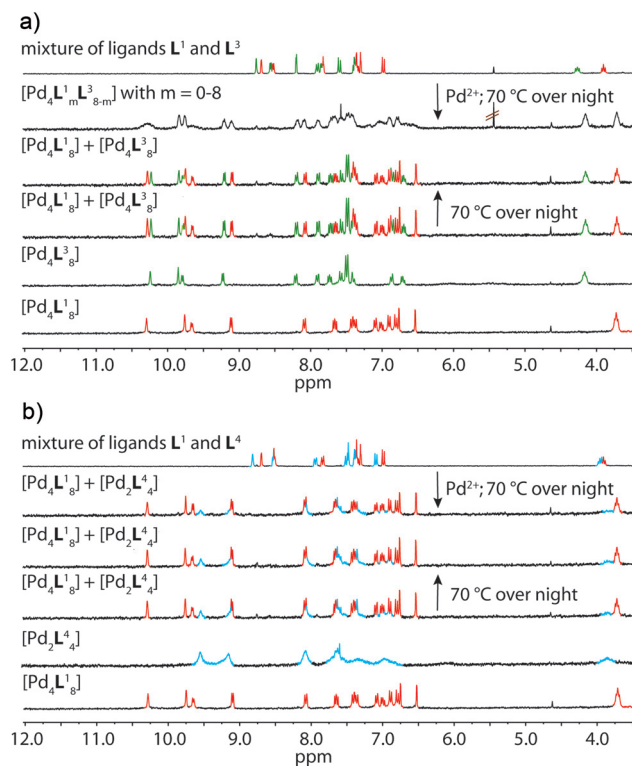 a)
mixture of ligands L¹ and L³
[Pd₄L¹ₘL³₈₋ₘ] with m = 0-8
Pd²⁺; 70 °C over night
[Pd₄L¹₈] + [Pd₄L³₈]
[Pd₄L¹₈] + [Pd₄L³₈]
70 °C over night
[Pd₄L³₈]
[Pd₄L¹₈]
12.0 11.0 10.0 9.0 8.0 7.0 6.0 5.0 4.0
ppm
b)
mixture of ligands L¹ and L⁴
[Pd₄L¹₈] + [Pd₂L⁴₄]
Pd²⁺; 70 °C over night
[Pd₄L¹₈] + [Pd₂L⁴₄]
[Pd₄L¹₈] + [Pd₂L⁴₄]
70 °C over night
[Pd₂L⁴₄]
[Pd₄L¹₈]
12.0 11.0 10.0 9.0 8.0 7.0 6.0 5.0 4.0
ppm